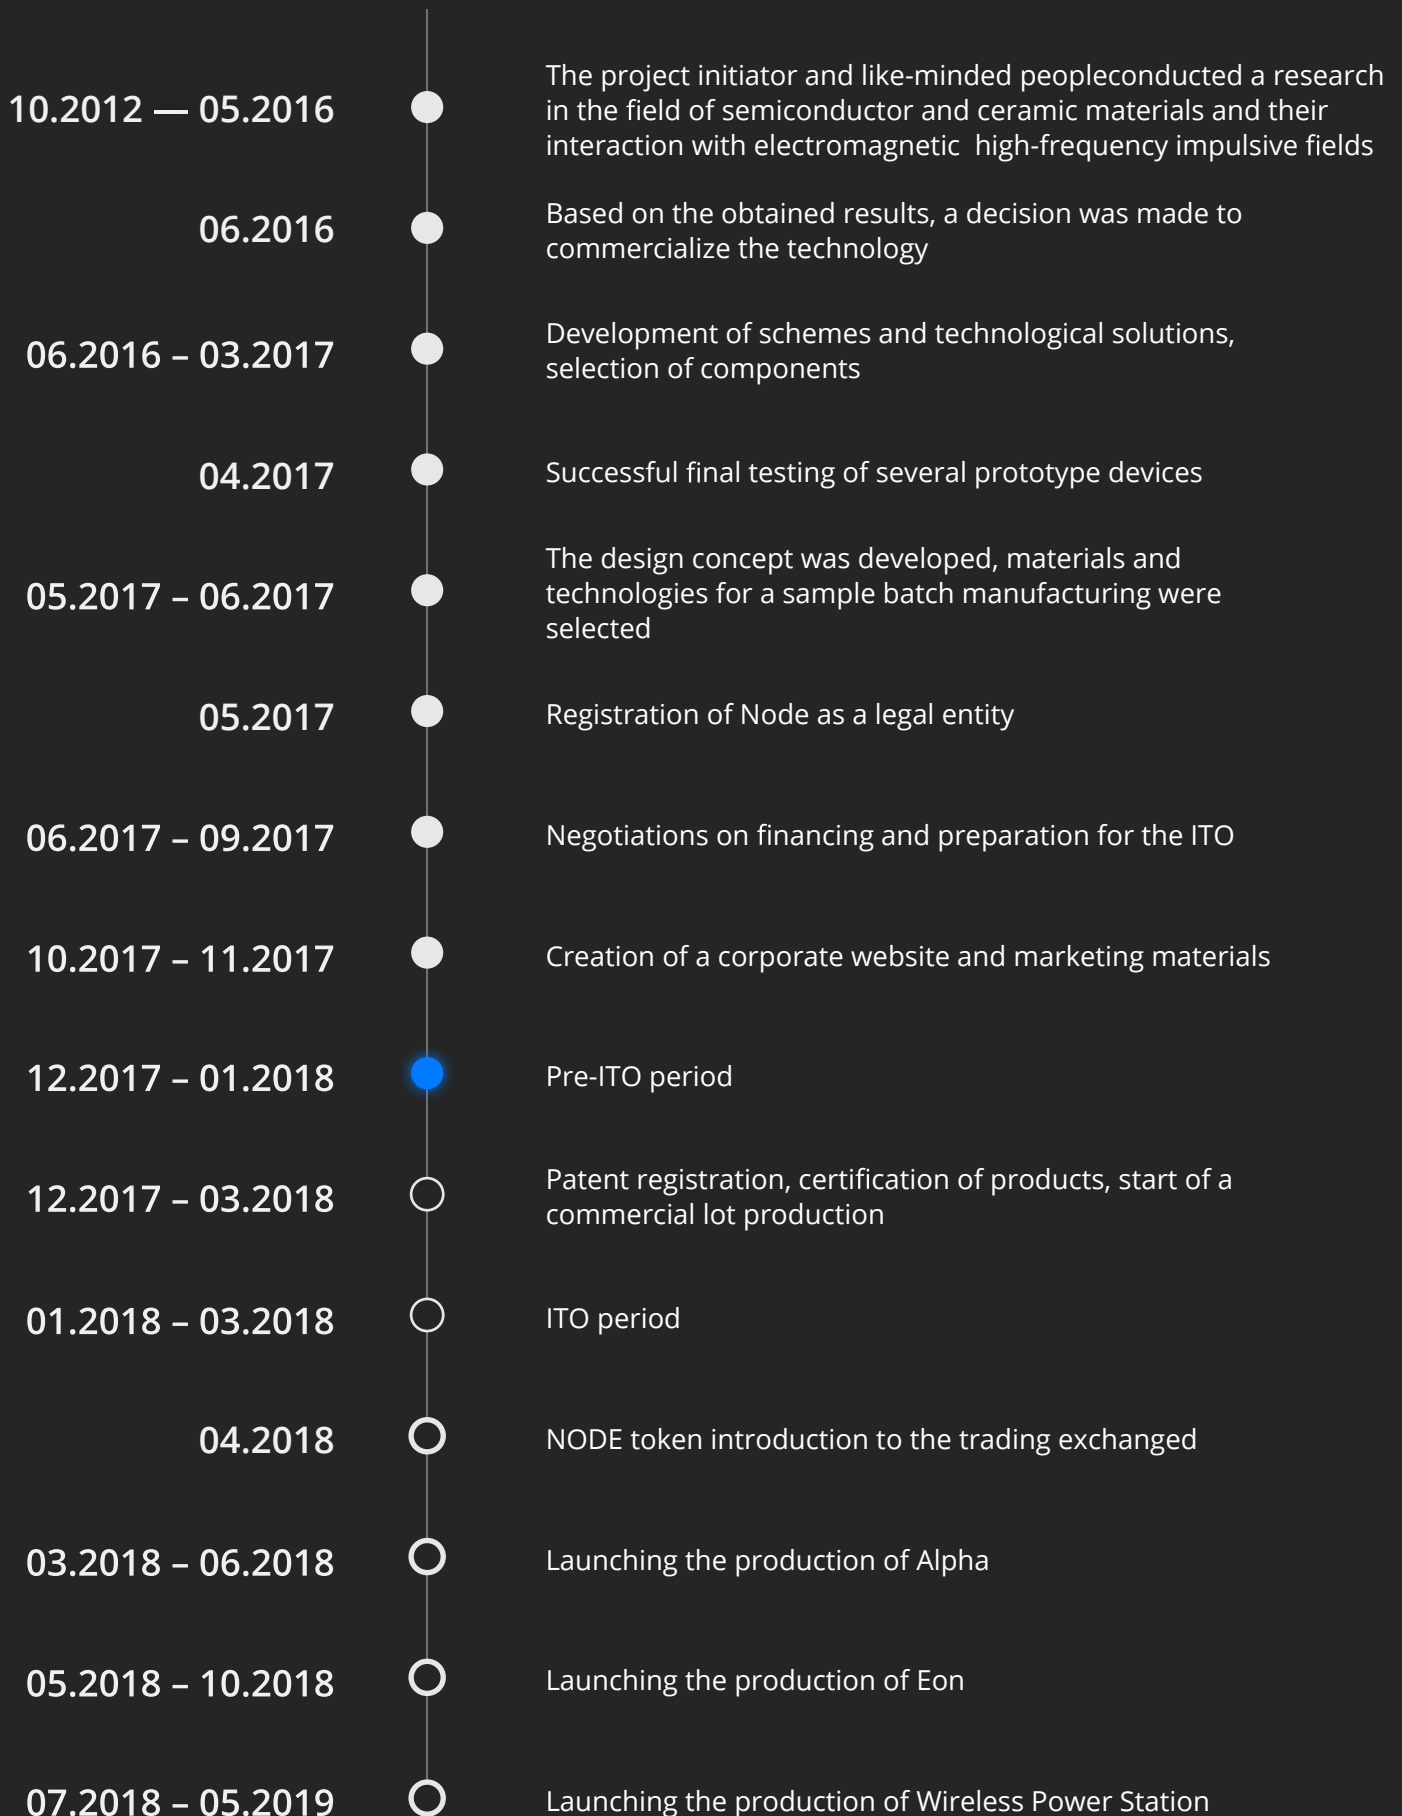 10.2012 — 05.2016
The project initiator and like-minded peopleconducted a research
in the field of semiconductor and ceramic materials and their
interaction with electromagnetic  high-frequency impulsive fields
06.2016
Based on the obtained results, a decision was made to
commercialize the technology
06.2016 – 03.2017
Development of schemes and technological solutions,
selection of components
04.2017
Successful final testing of several prototype devices
05.2017 – 06.2017
The design concept was developed, materials and
technologies for a sample batch manufacturing were
selected
05.2017
Registration of Node as a legal entity
06.2017 – 09.2017
Negotiations on financing and preparation for the ITO
10.2017 – 11.2017
Creation of a corporate website and marketing materials
12.2017 – 01.2018
Pre-ITO period
12.2017 – 03.2018
Patent registration, certification of products, start of a
commercial lot production
01.2018 – 03.2018
ITO period
04.2018
NODE token introduction to the trading exchanged
03.2018 – 06.2018
Launching the production of Alpha
05.2018 – 10.2018
Launching the production of Eon
07.2018 – 05.2019
Launching the production of Wireless Power Station